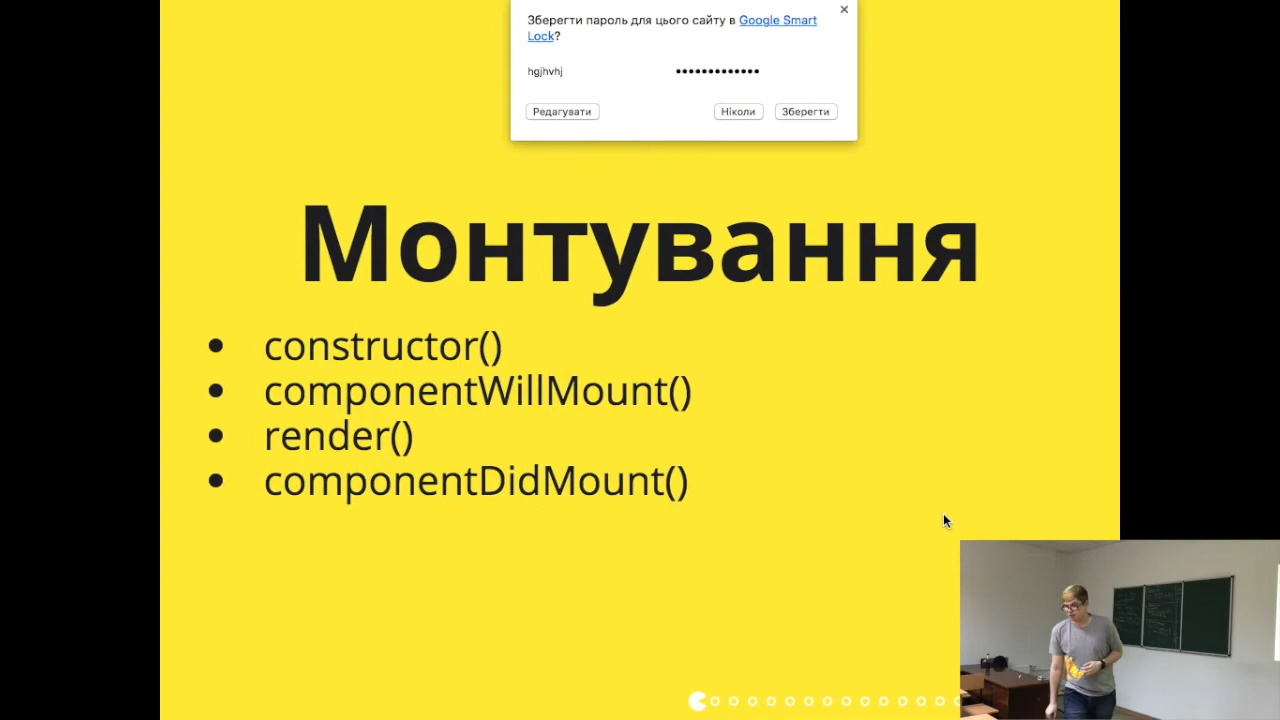 Зберегти пароль для цього сайту в Google Smart
Lock?
hgjhvhj •••••••••••••
Редагувати Ніколи Зберегти
Монтування
• constructor()
• componentWillMount()
• render()
• componentDidMount()